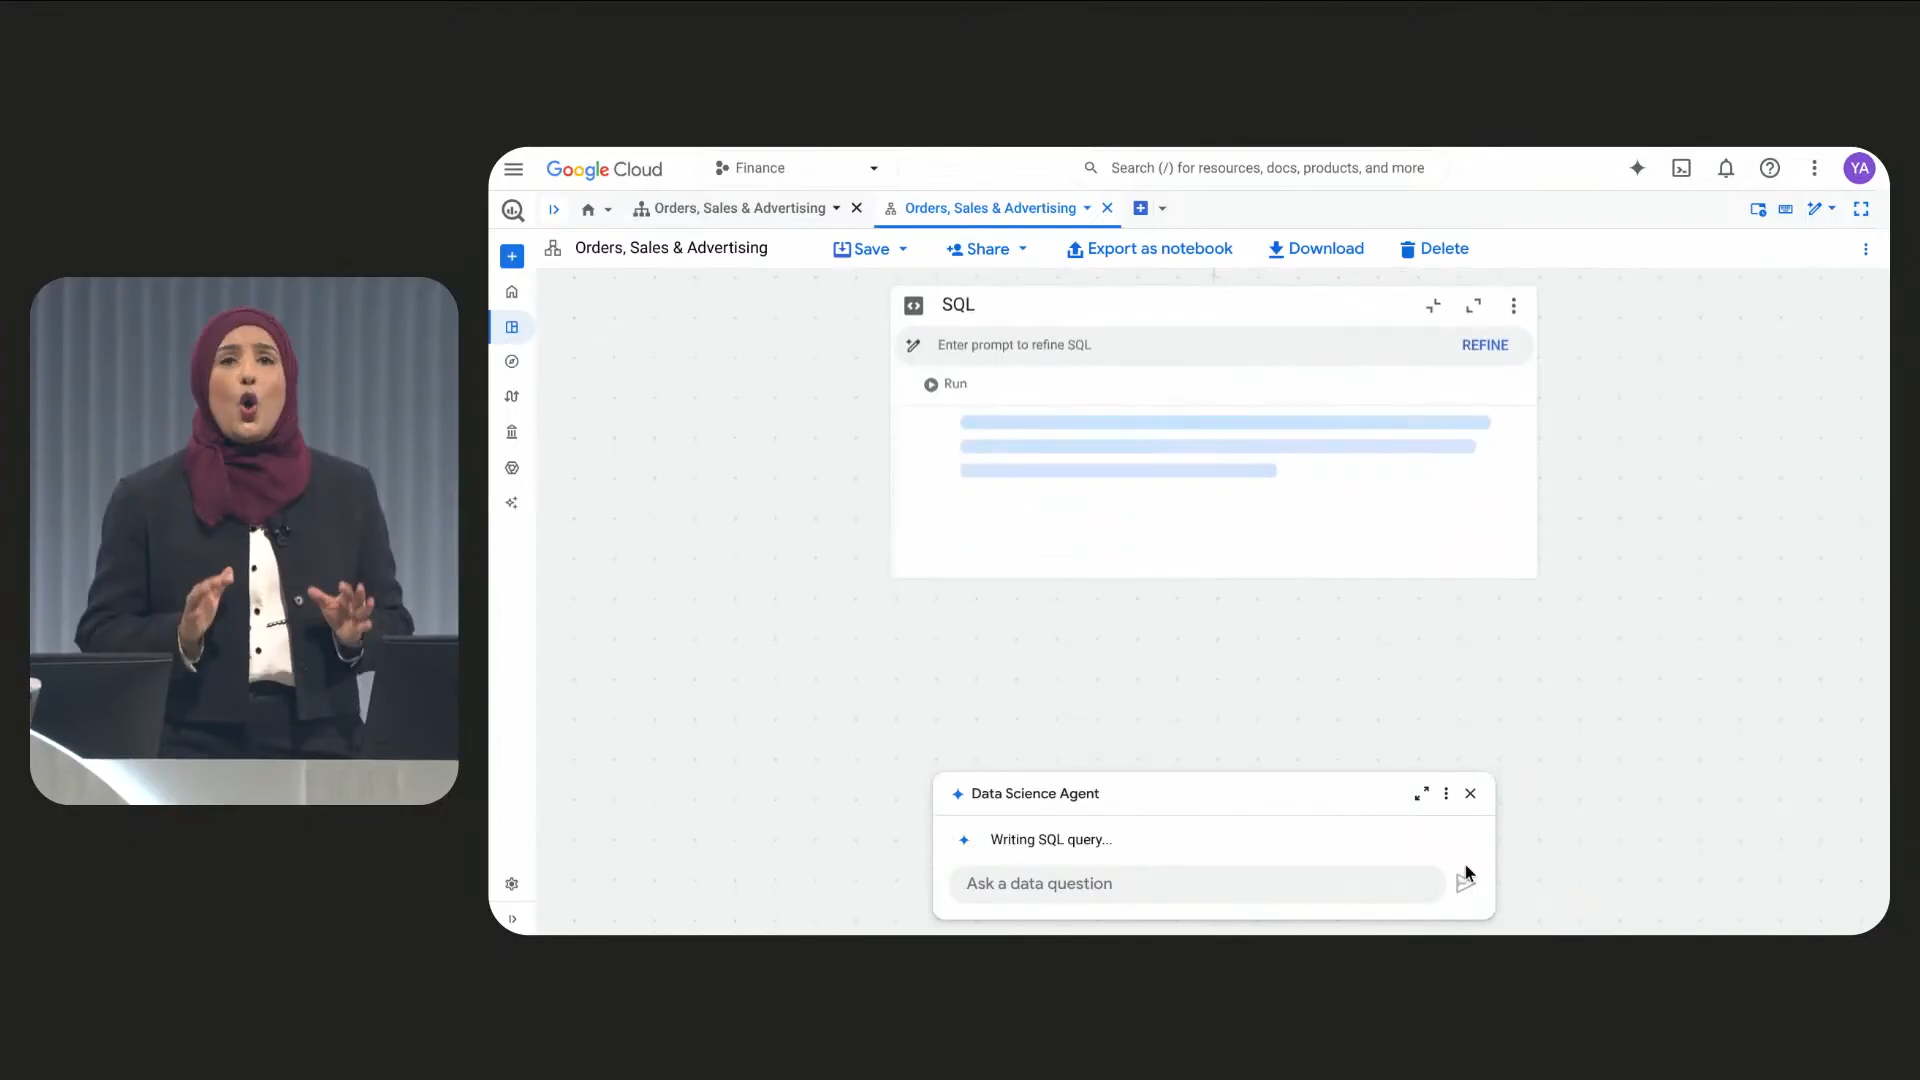 Google Cloud
Finance
Search (/) for resources, docs, products, and more
YA
Orders, Sales & Advertising
Orders, Sales & Advertising
Orders, Sales & Advertising
Save
Share
Export as notebook
Download
Delete
SQL
Enter prompt to refine SQL
REFINE
Run
Data Science Agent
Writing SQL query...
Ask a data question